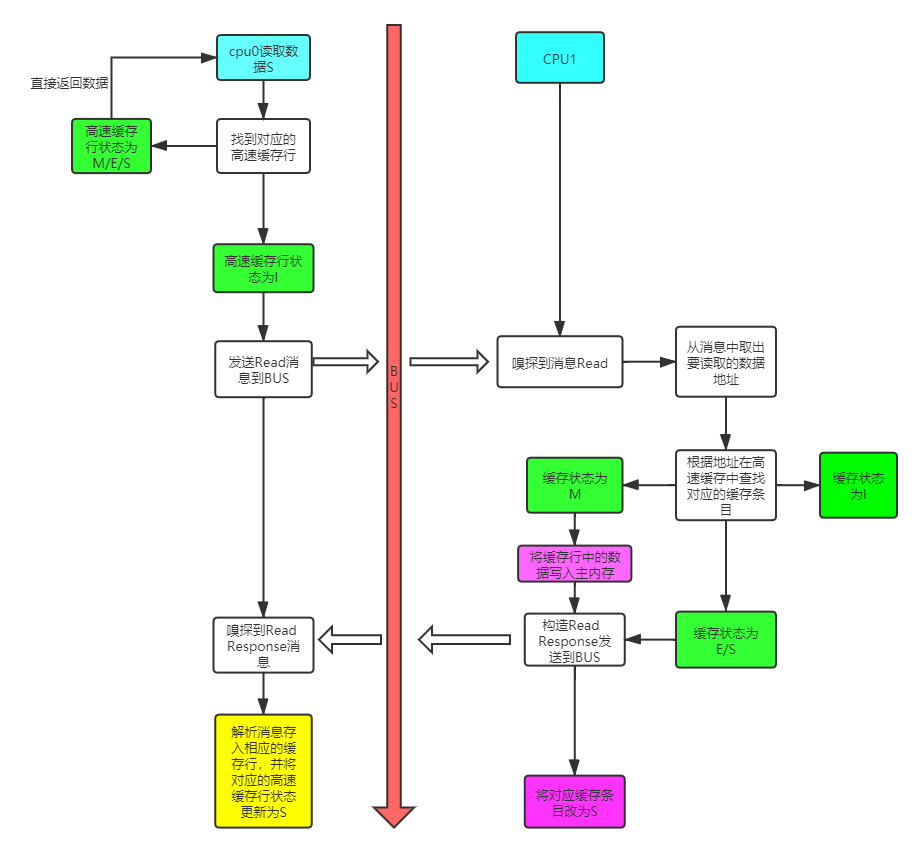 cpu0读取数
据S
CPU1
直接返回数据
高速缓存
行状态为
M/E/S
找到对应的
高速缓存行
高速缓存行状
态为I
发送Read消
息到BUS
B
U
S
嗅探到消息Read
从消息中取出
要读取的数据
地址
根据地址在高
速缓存中查找
对应的缓存条
目
缓存状态为
M
缓存状态
为I
将缓存行中的数
据写入主内存
嗅探到Read
Response消
息
构造Read
Response发
送到BUS
缓存状态为
E/S
解析消息存
入相应的缓
存行，并将
对应的高速
缓存行状态
更新为S
将对应缓存条
目改为S